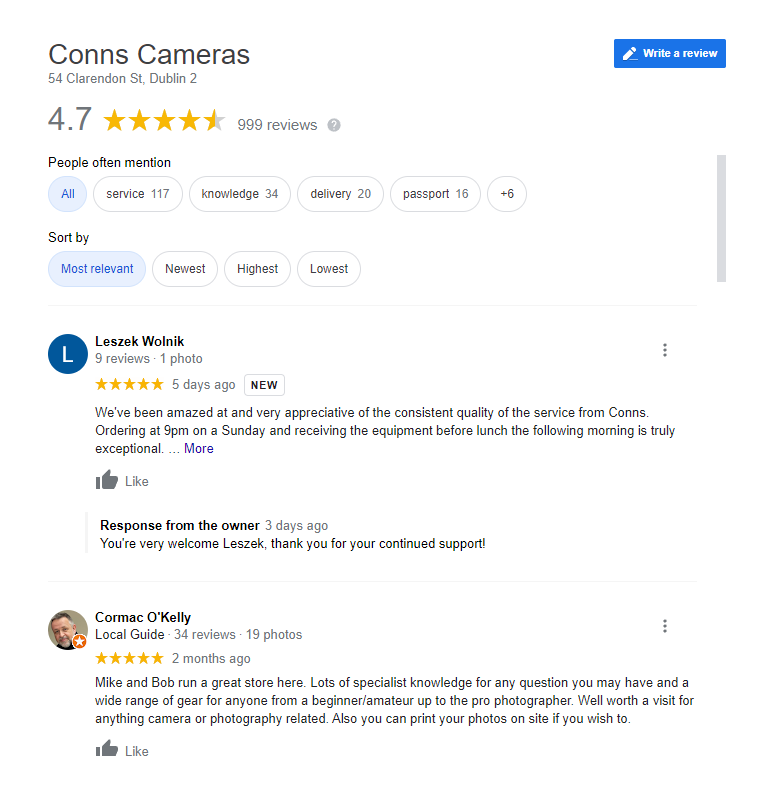 Conns Cameras
Write a review
54 Clarendon St, Dublin 2
4.7 999 reviews ?
People often mention
All service 117 knowledge 34 delivery 20 passport 16 +6
Sort by
Most relevant Newest Highest Lowest
L
Leszek Wolnik
9 reviews · 1 photo
5 days ago NEW
We've been amazed at and very appreciative of the consistent quality of the service from Conns.
Ordering at 9pm on a Sunday and receiving the equipment before lunch the following morning is truly
exceptional. … More
Like
Response from the owner 3 days ago
You're very welcome Leszek, thank you for your continued support!
Cormac O'Kelly
Local Guide · 34 reviews · 19 photos
2 months ago
Mike and Bob run a great store here. Lots of specialist knowledge for any question you may have and a
wide range of gear for anyone from a beginner/amateur up to the pro photographer. Well worth a visit for
anything camera or photography related. Also you can print your photos on site if you wish to.
Like